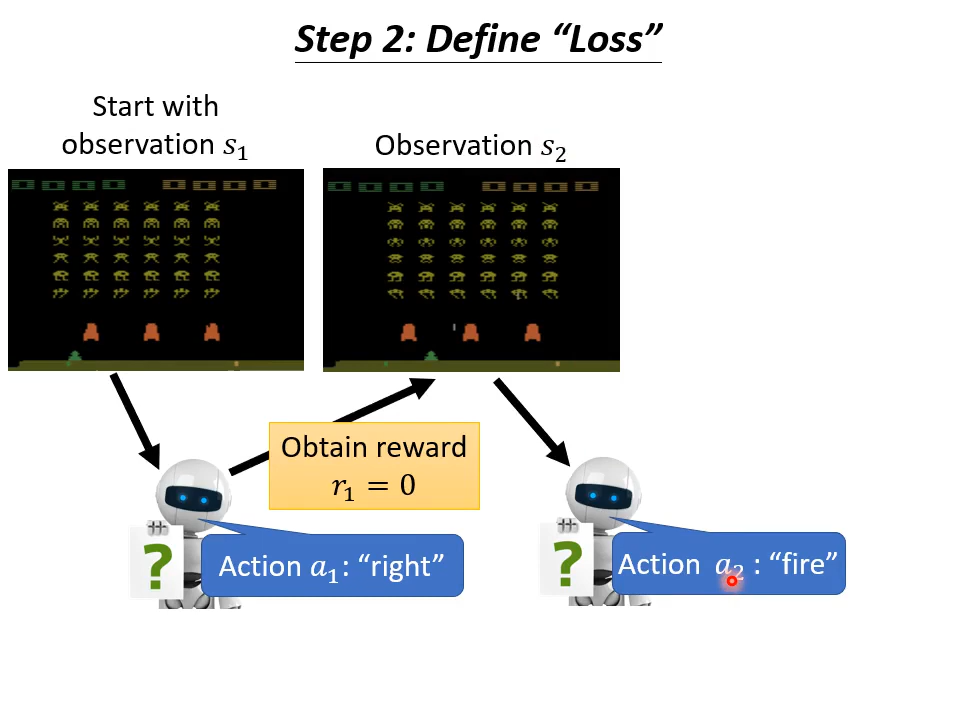 Step 2: Define “Loss”
Start with
observation s₁
Observation s₂
Obtain reward
r₁ = 0
?
Action a₁: “right”
?
Action a₂ : “fire”